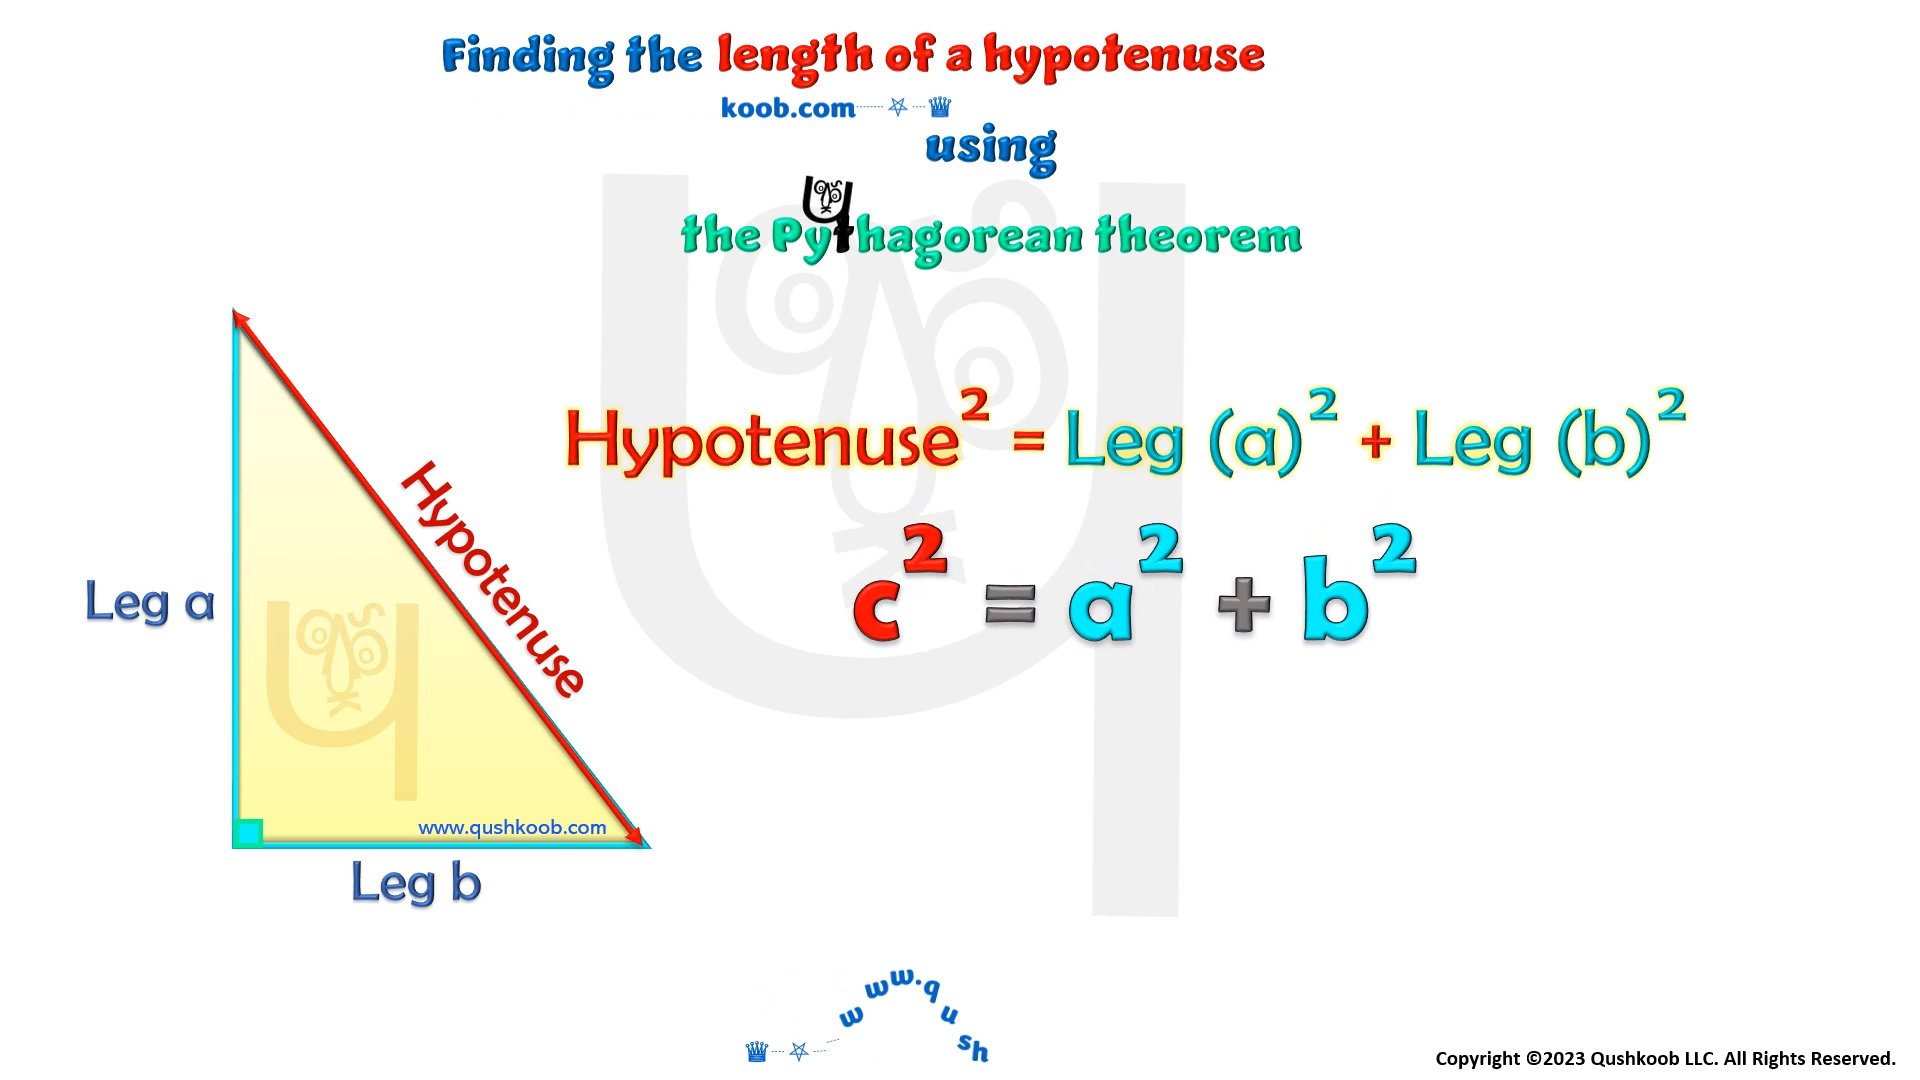 Finding the length of a hypotenuse
koob.com
using
the Pythagorean theorem
Hypotenuse² = Leg (a)² + Leg (b)²
c² = a² + b²
Hypotenuse
Leg a
www.qushkoob.com
Leg b
www.qush
Copyright ©2023 Qushkoob LLC. All Rights Reserved.